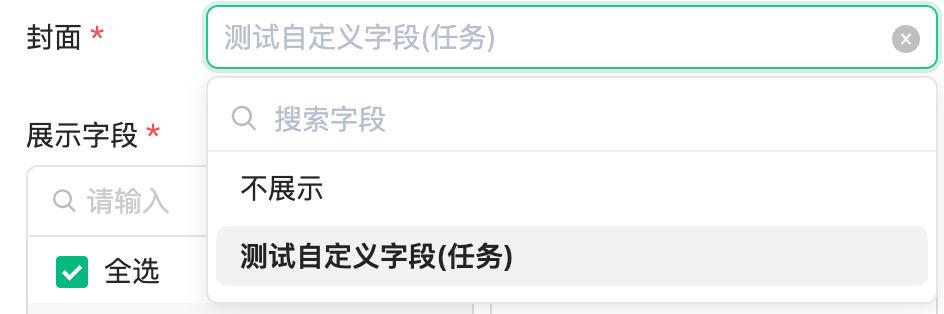 封面 *
测试自定义字段(任务)
搜索字段
展示字段 *
不展示
请输入
测试自定义字段(任务)
全选